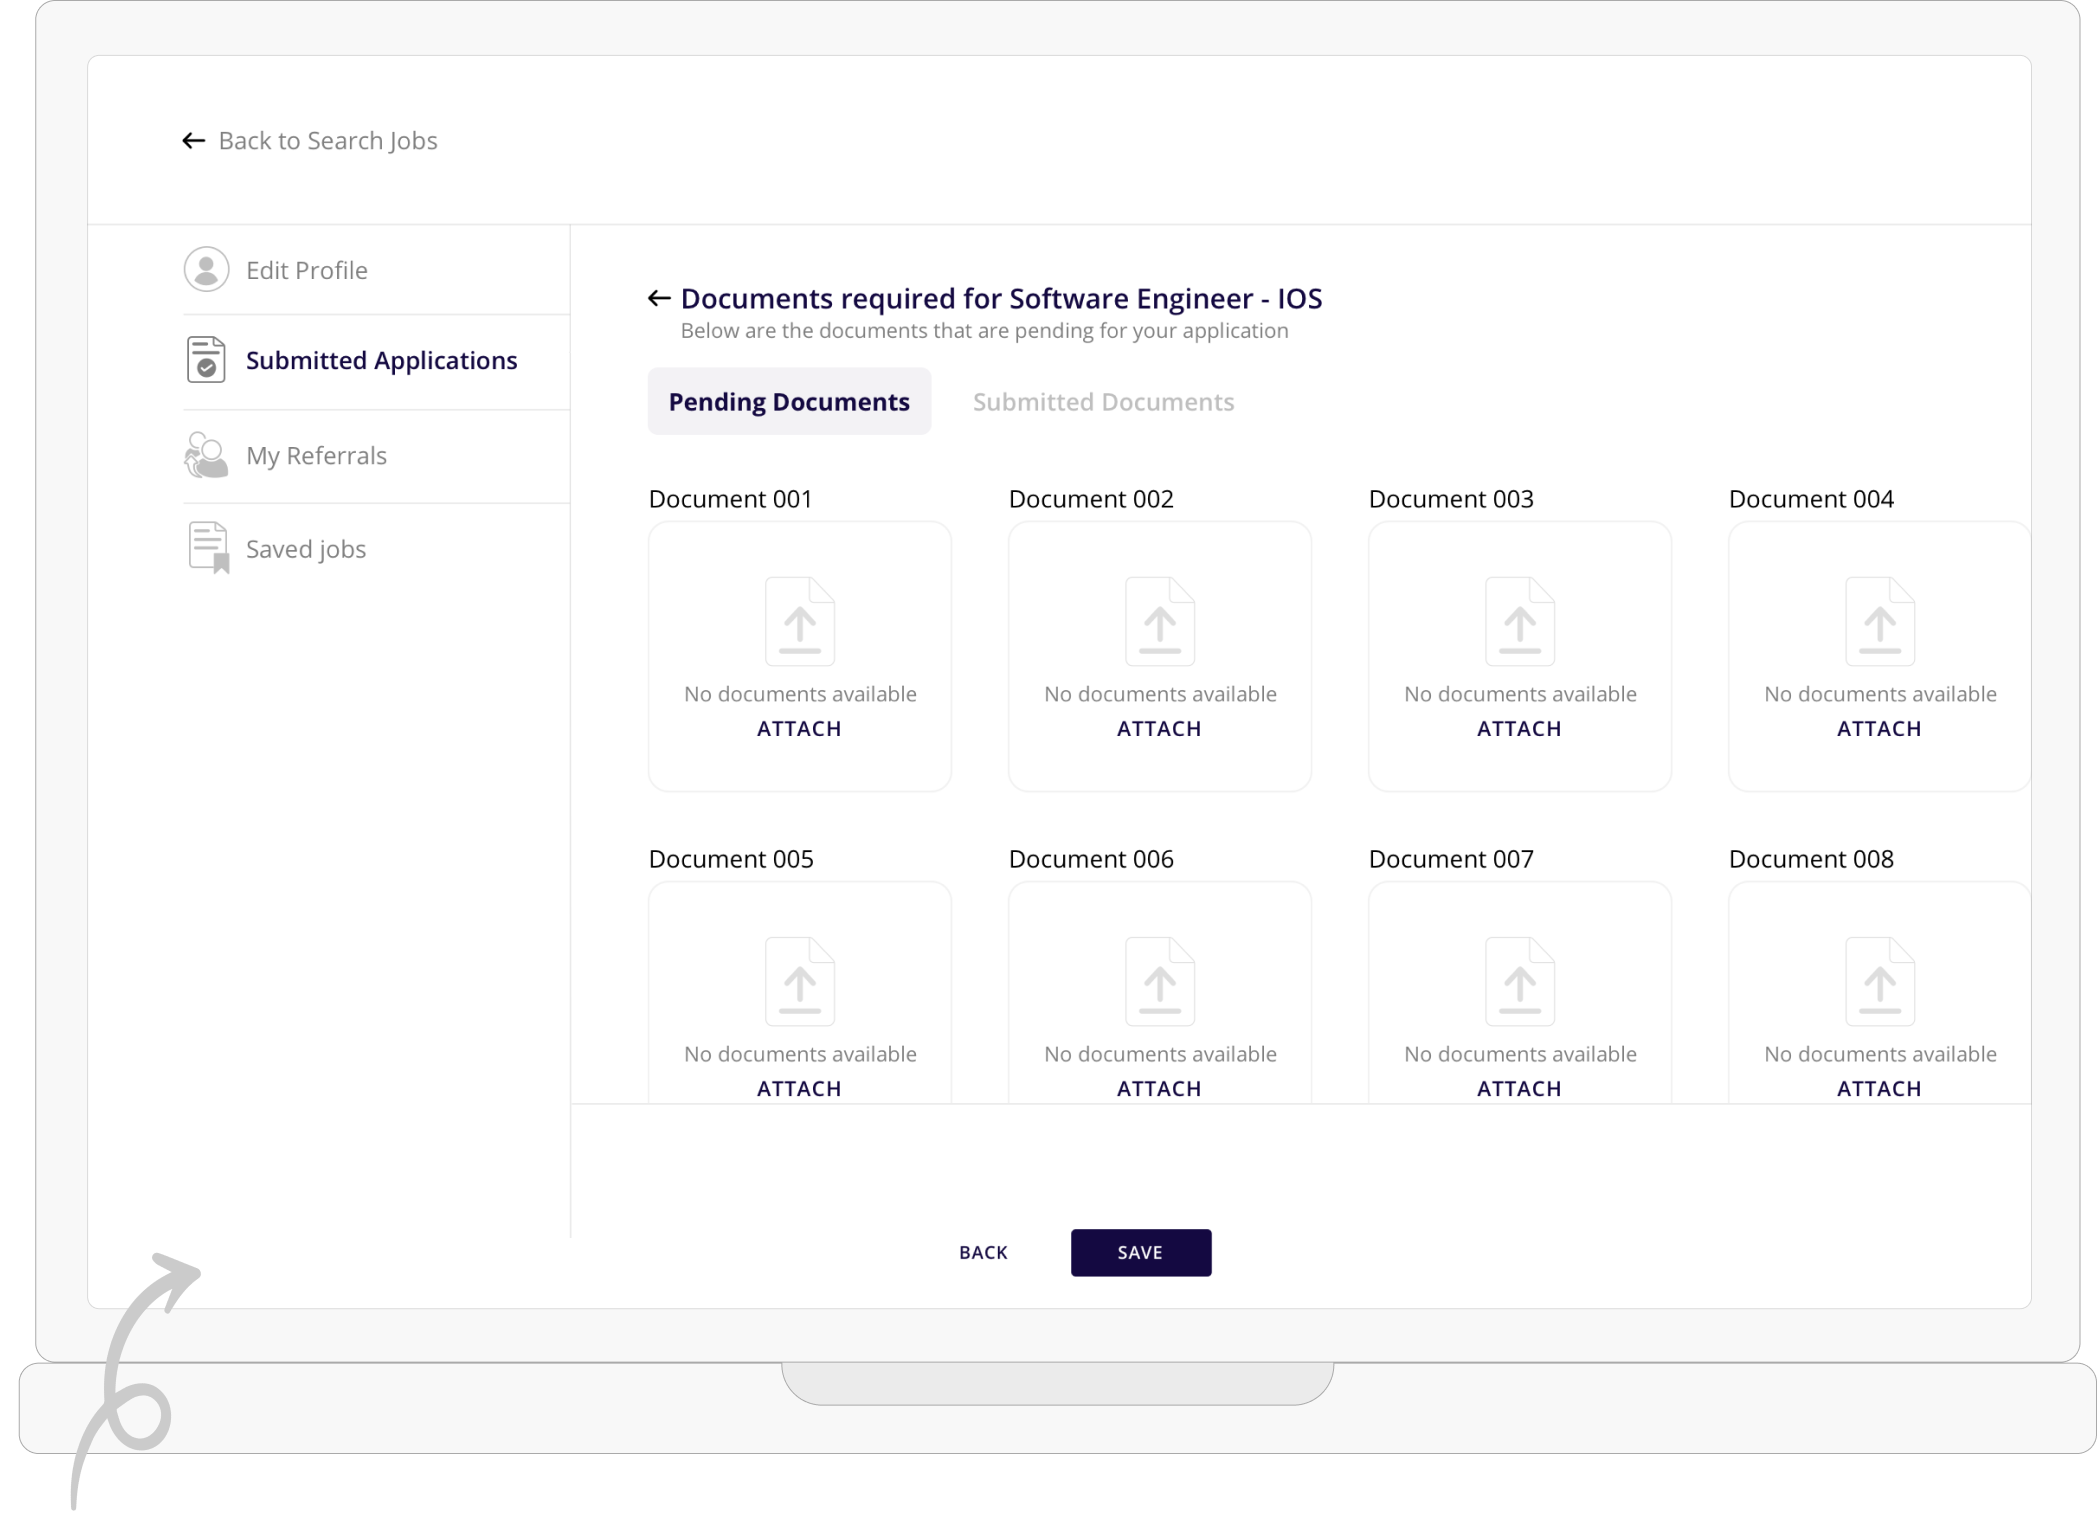 Back to Search Jobs
Edit Profile
Submitted Applications
My Referrals
Saved jobs
Documents required for Software Engineer - IOS
Below are the documents that are pending for your application
Pending Documents Submitted Documents
Document 001 Document 002 Document 003 Document 004
No documents available No documents available No documents available No documents available
ATTACH ATTACH ATTACH ATTACH
Document 005 Document 006 Document 007 Document 008
No documents available No documents available No documents available No documents available
ATTACH ATTACH ATTACH ATTACH
BACK SAVE